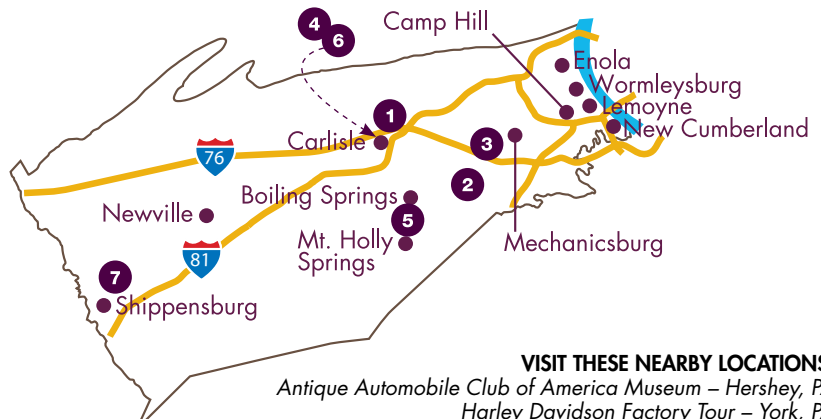 4
6
Camp Hill
Enola
Wormleysburg
Lemoyne
New Cumberland
1
Carlisle
3
76
2
Boiling Springs
Newville
5
Mt. Holly
Springs
Mechanicsburg
81
7
Shippensburg
VISIT THESE NEARBY LOCATIONS
Antique Automobile Club of America Museum – Hershey, P
Harley Davidson Factory Tour – York, P